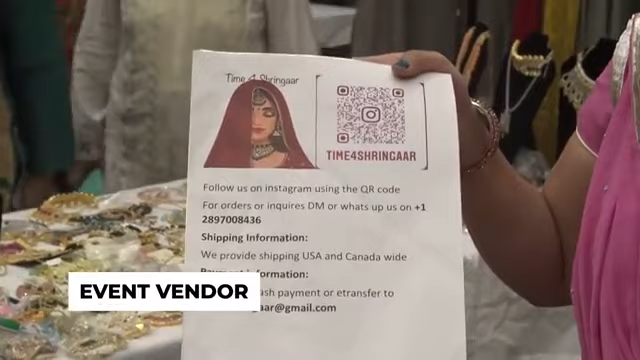 Time 4 Shringaar
TIME4SHRINGAAR
Follow us on instagram using the QR code
For orders or inquires DM or whats up us on +1
2897008436
Shipping Information:
We provide shipping USA and Canada wide
Information:
payment or etransfer to
@gmail.com
EVENT VENDOR